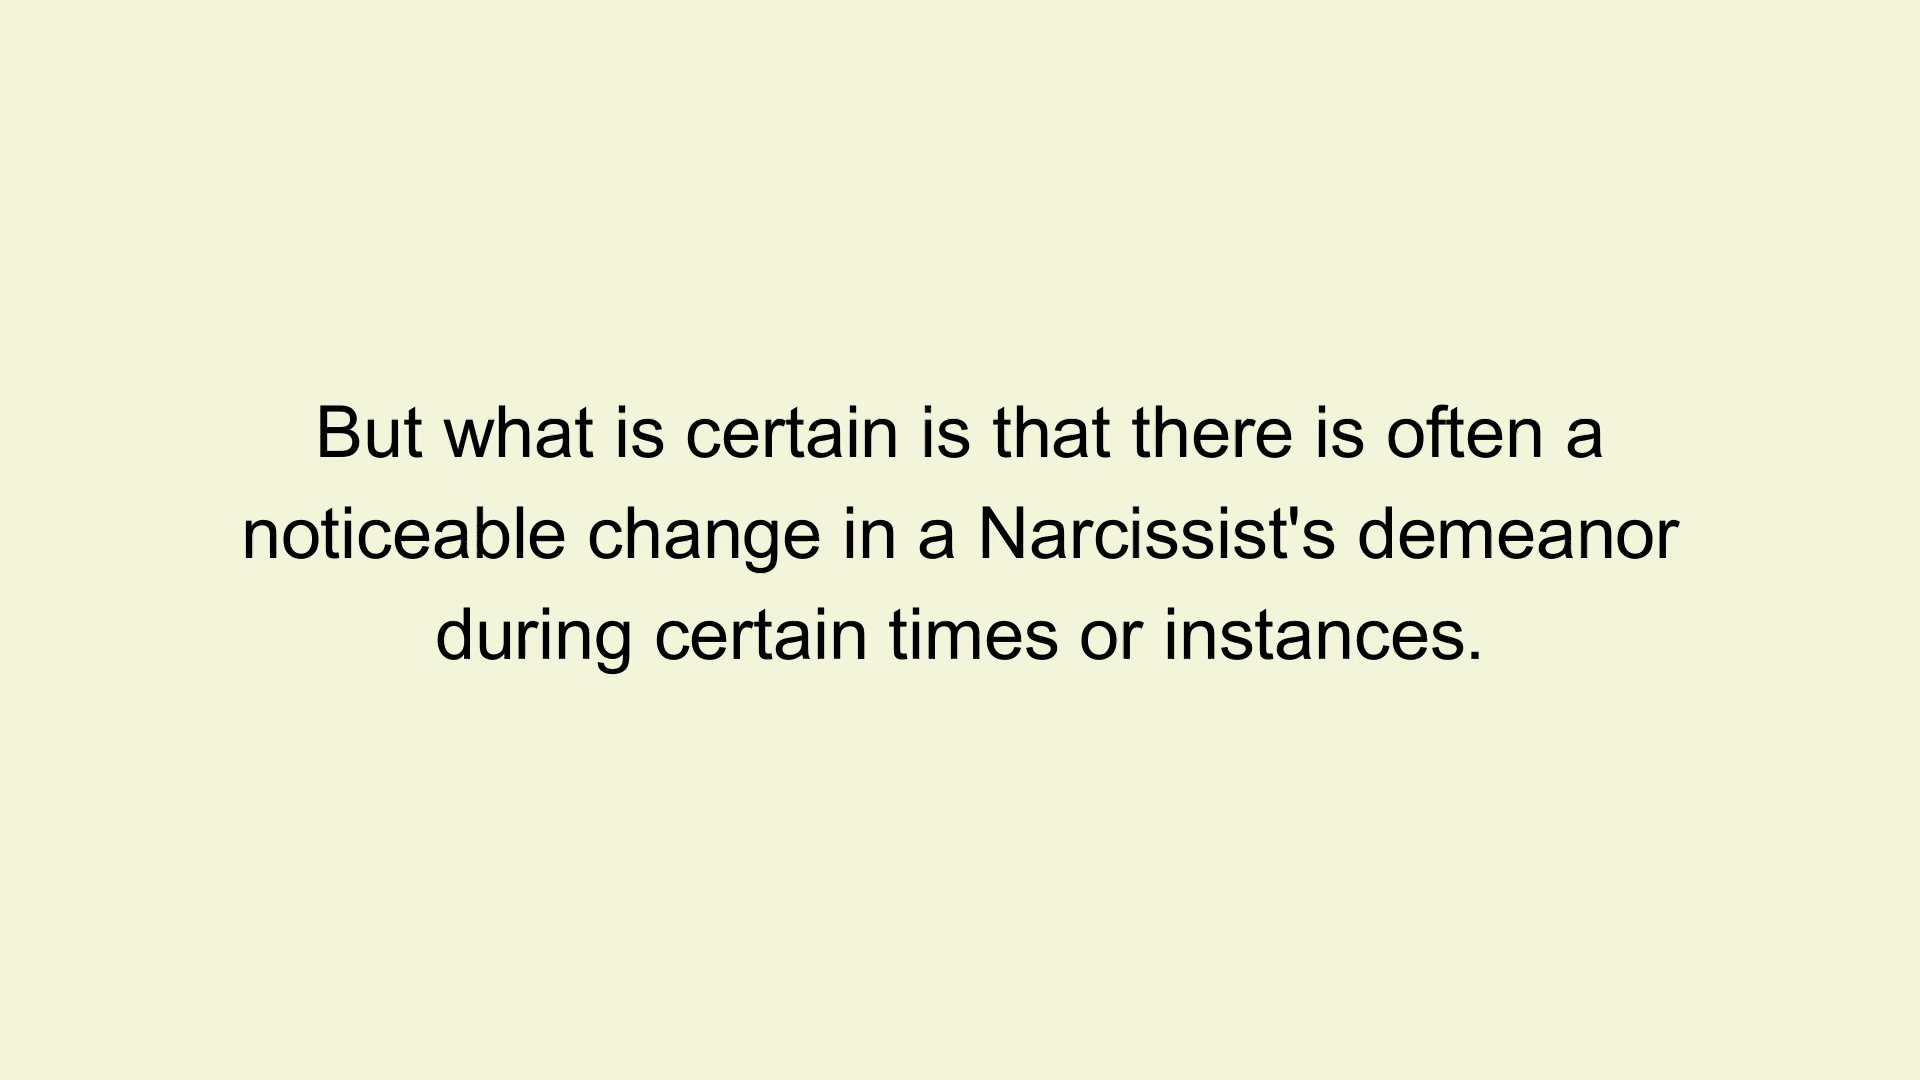 But what is certain is that there is often a
noticeable change in a Narcissist's demeanor
during certain times or instances.